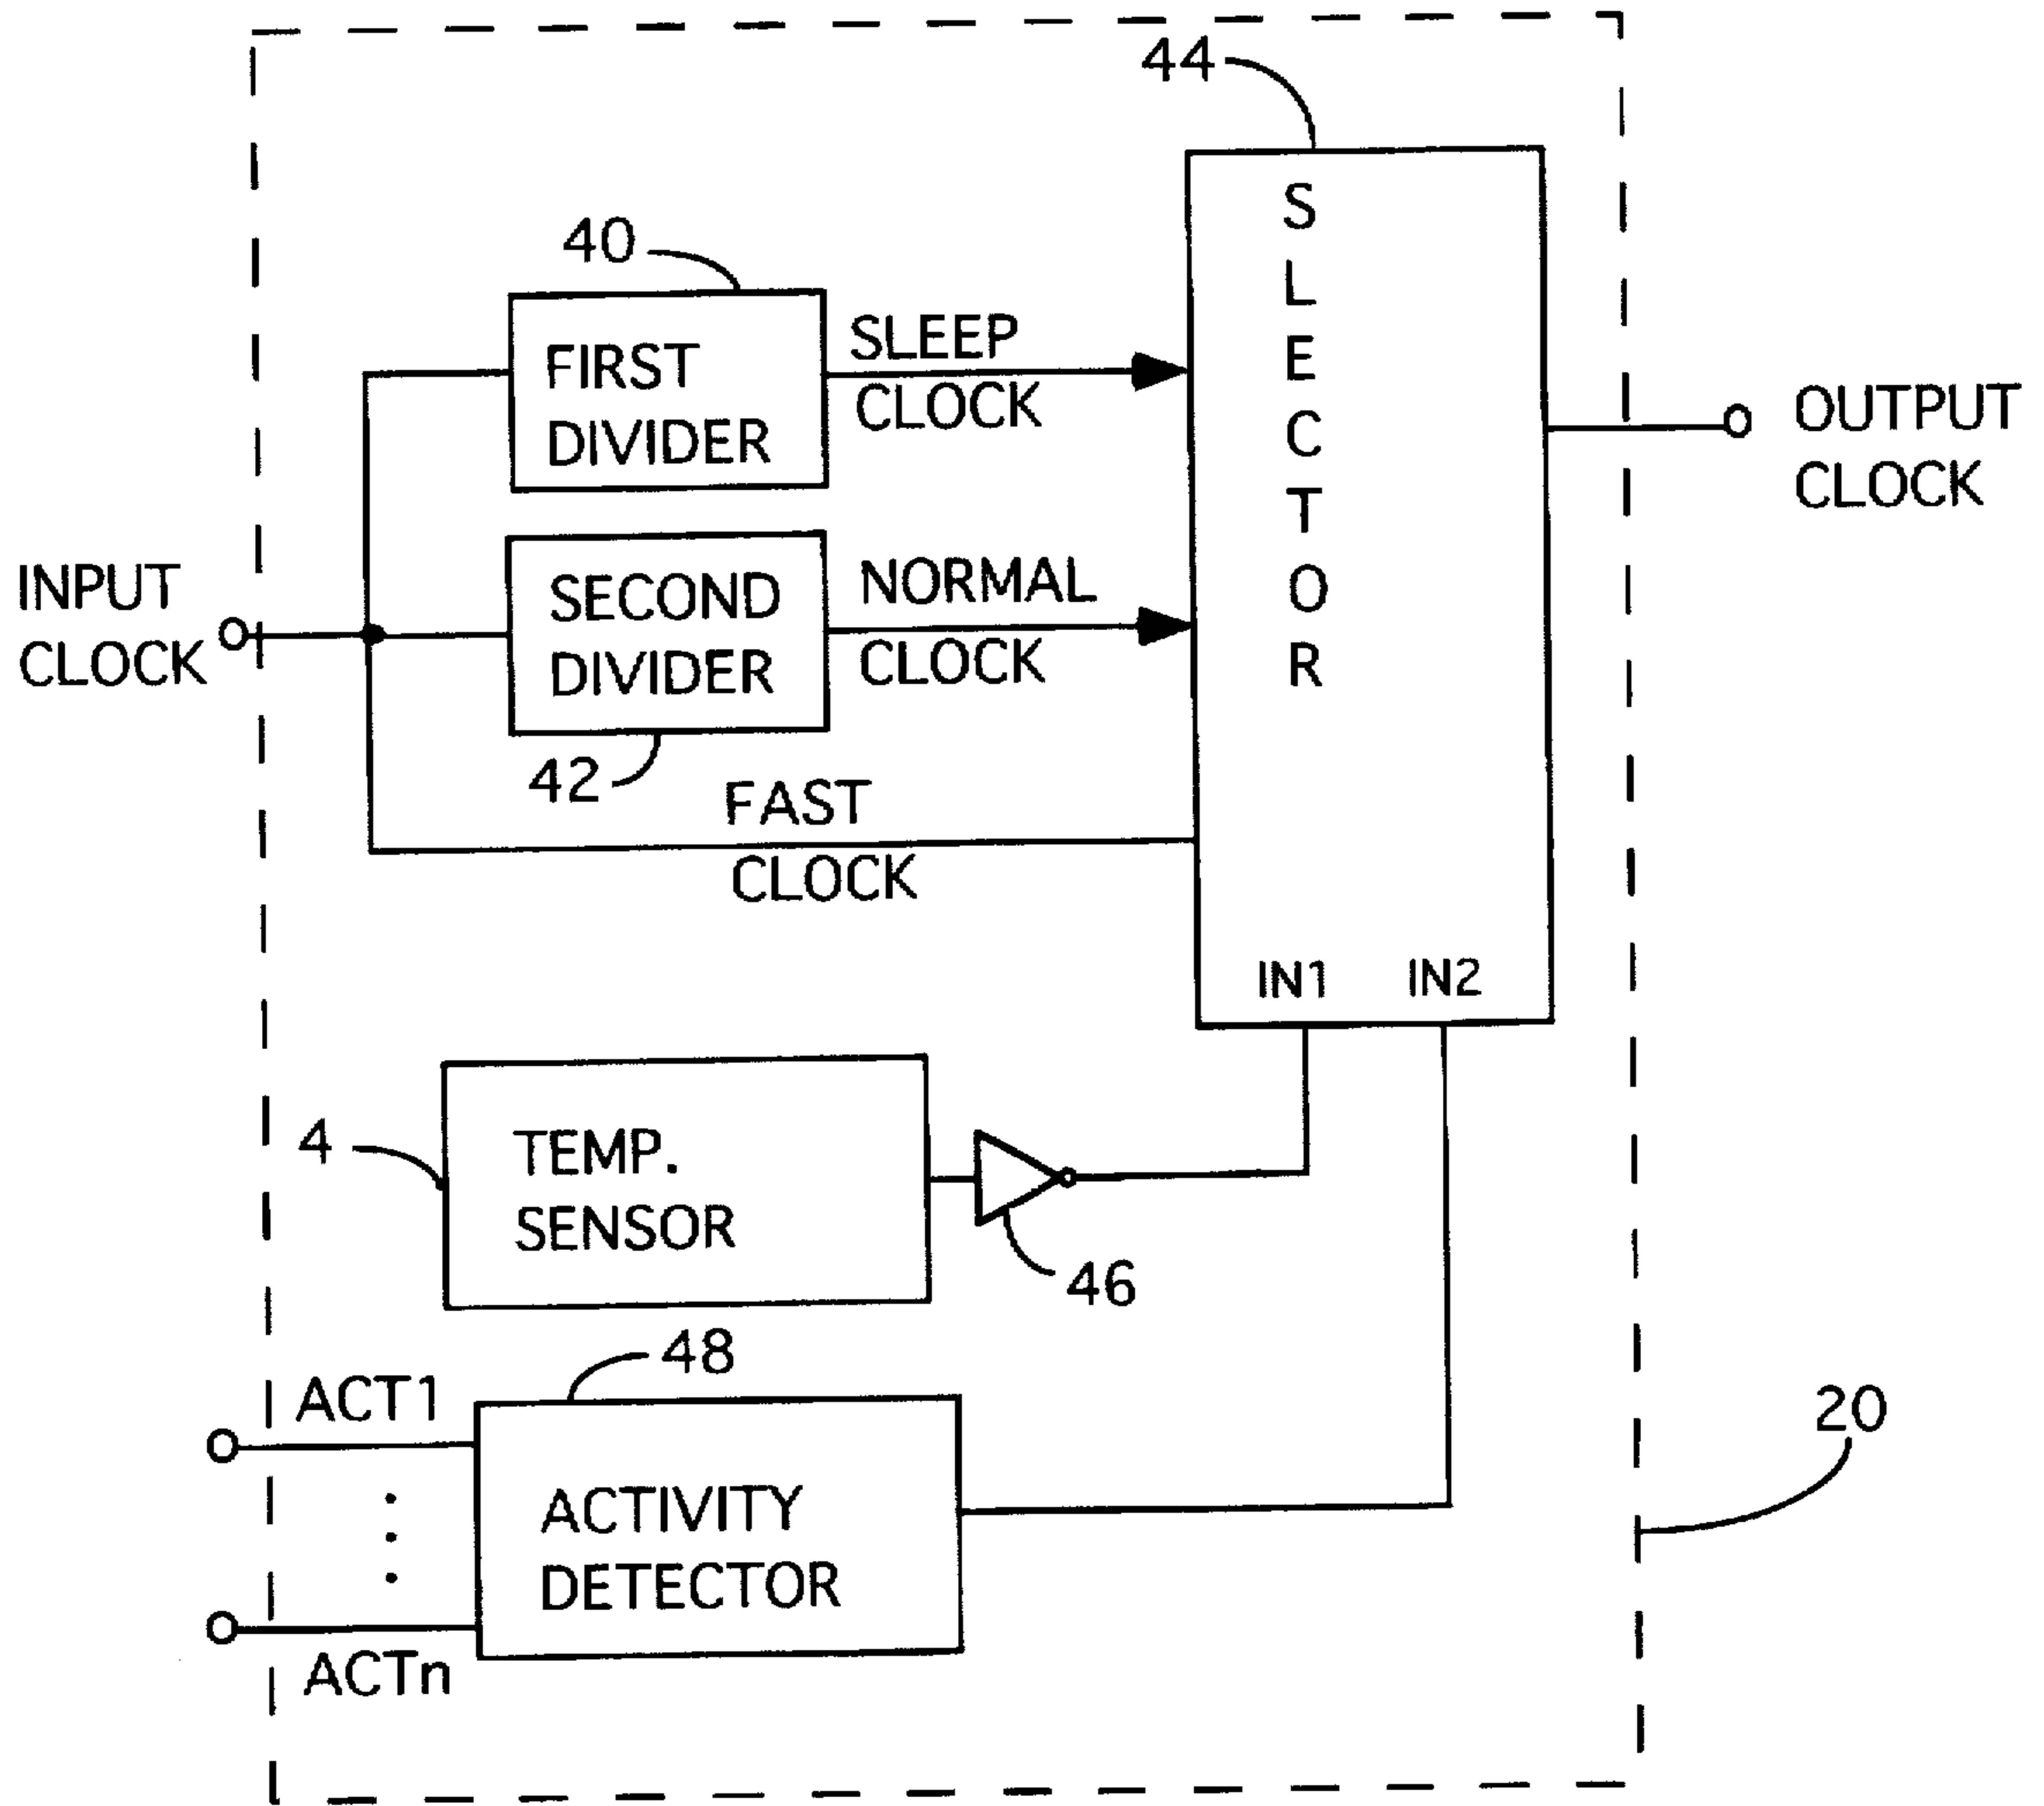 44
S
L
E
C
T
O
R
40
FIRST
DIVIDER
SLEEP
CLOCK
OUTPUT
CLOCK
INPUT
CLOCK
SECOND
DIVIDER
NORMAL
CLOCK
42
FAST
CLOCK
IN1 IN2
4
TEMP.
SENSOR
46
48
ACT1
ACTIVITY
DETECTOR
ACTn
20